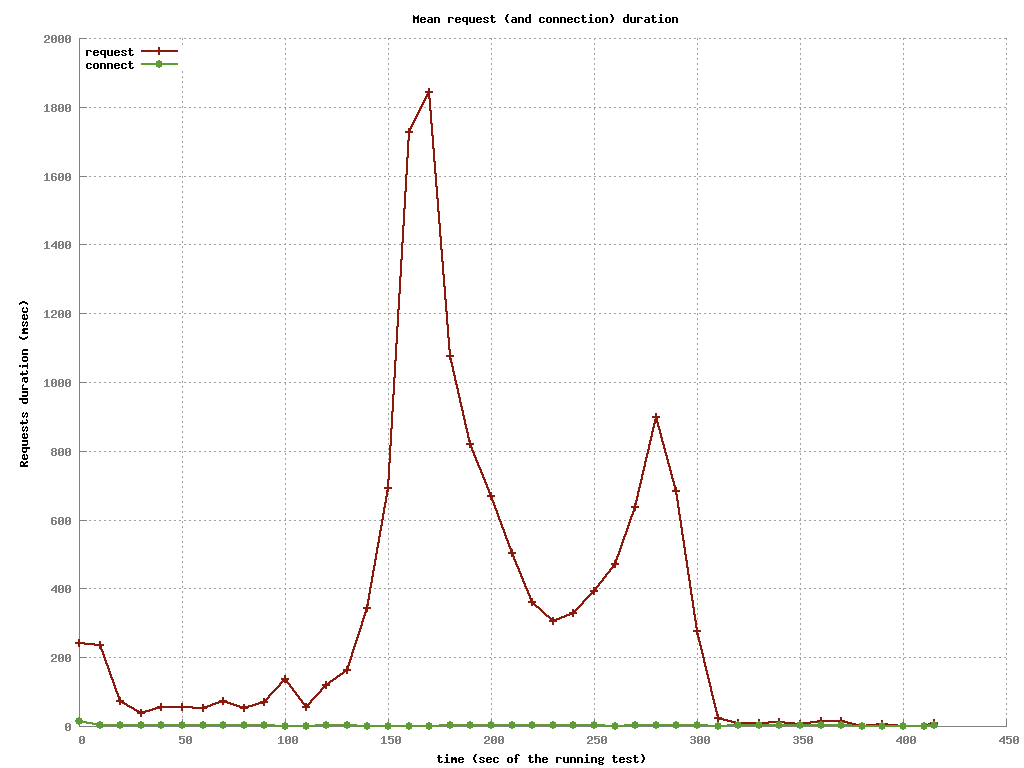 Mean request (and connection) duration
2000
request
connect
1800
1600
1400
1200
1000
800
600
400
200
0
Requests duration (msec)
0 50 100 150 200 250 300 350 400 450
time (sec of the running test)